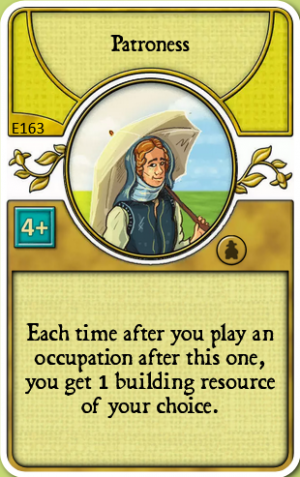 Patroness
E163
4+
Each time after you play an
occupation after this one,
you get 1 building resource
of your choice.